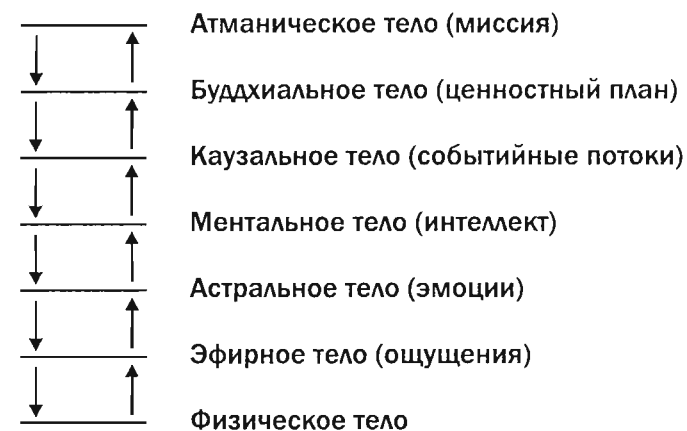 Атманическое тело (миссия)
Буддхиальное тело (ценностный план)
Каузальное тело (событийные потоки)
Ментальное тело (интеллект)
Астральное тело (эмоции)
Эфирное тело (ощущения)
Физическое тело